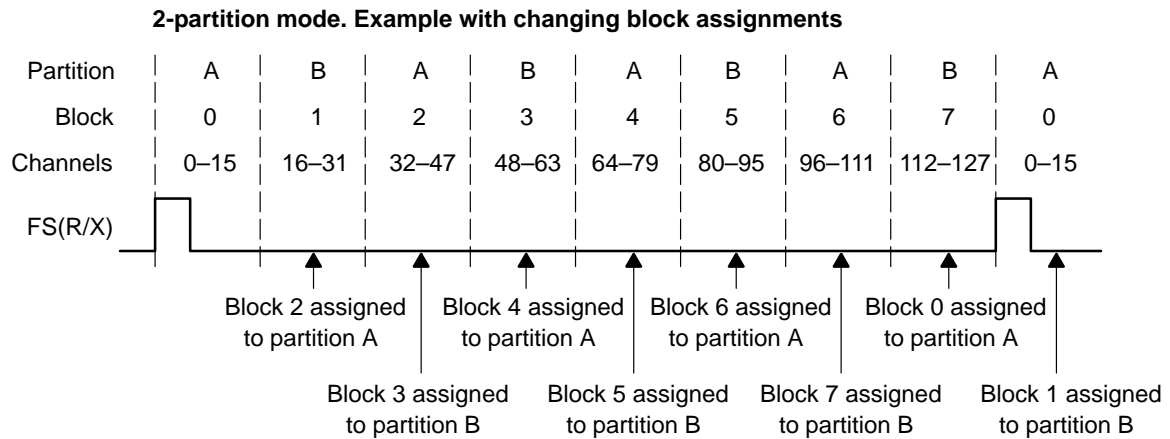 2-partition mode. Example with changing block assignments
Partition A B A B A B A B A
Block 0 1 2 3 4 5 6 7 0
Channels 0–15 16–31 32–47 48–63 64–79 80–95 96–111 112–127 0–15
FS(R/X)
Block 2 assigned
to partition A
Block 4 assigned
to partition A
Block 6 assigned
to partition A
Block 0 assigned
to partition A
Block 3 assigned
to partition B
Block 5 assigned
to partition B
Block 7 assigned
to partition B
Block 1 assigned
to partition B